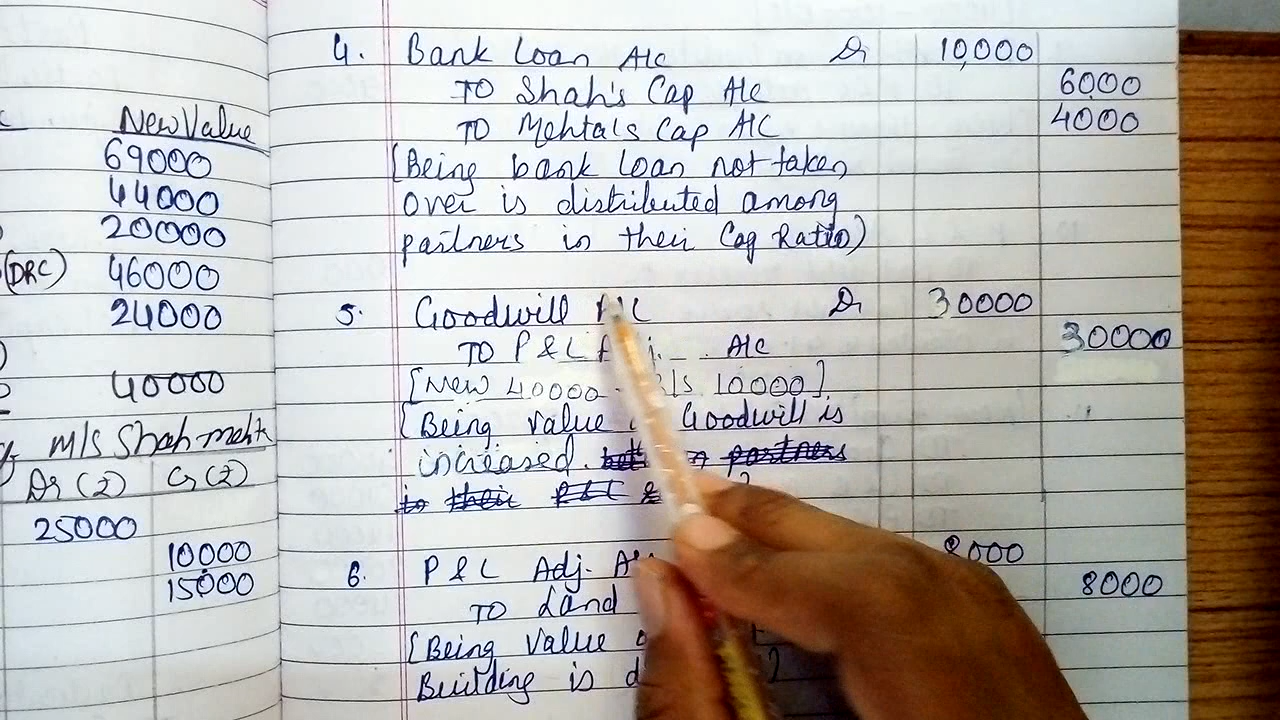 New Value
69000
44000
20000
(DRC) 46000
24000
40000
M/S Shah-meht
Dr (₹) Cr (₹)
25000
10000
15000
4. Bank Loan A/c Dr 10,000
TO Shah's Cap A/c 6000
TO Mehta's Cap A/C 4000
(Being bank loan not taken
over is distributed among
partners in their Cap Ratio)
5. Goodwill A/C Dr 30000
TO P & L Adj. A/c 30000
[New 40000 - B/s 10000]
(Being Value Goodwill is
increased.
6. P & L Adj. A/c 8000
TO Land 8000
(Being Value
Building is